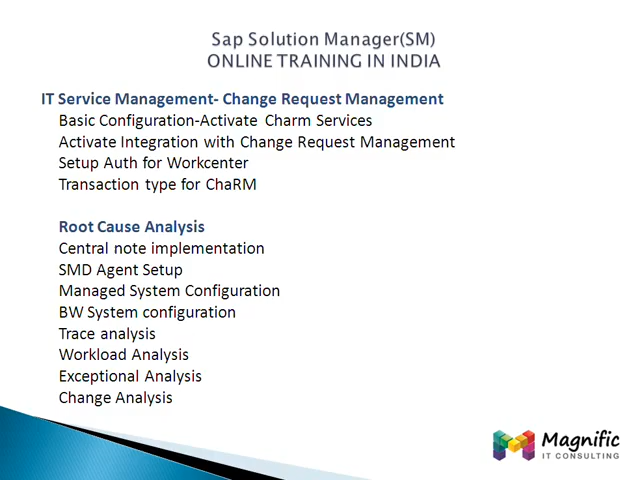 Sap Solution Manager(SM)
ONLINE TRAINING IN INDIA
IT Service Management- Change Request Management
Basic Configuration-Activate Charm Services
Activate Integration with Change Request Management
Setup Auth for Workcenter
Transaction type for ChaRM
Root Cause Analysis
Central note implementation
SMD Agent Setup
Managed System Configuration
BW System configuration
Trace analysis
Workload Analysis
Exceptional Analysis
Change Analysis
Magnific
IT CONSULTING